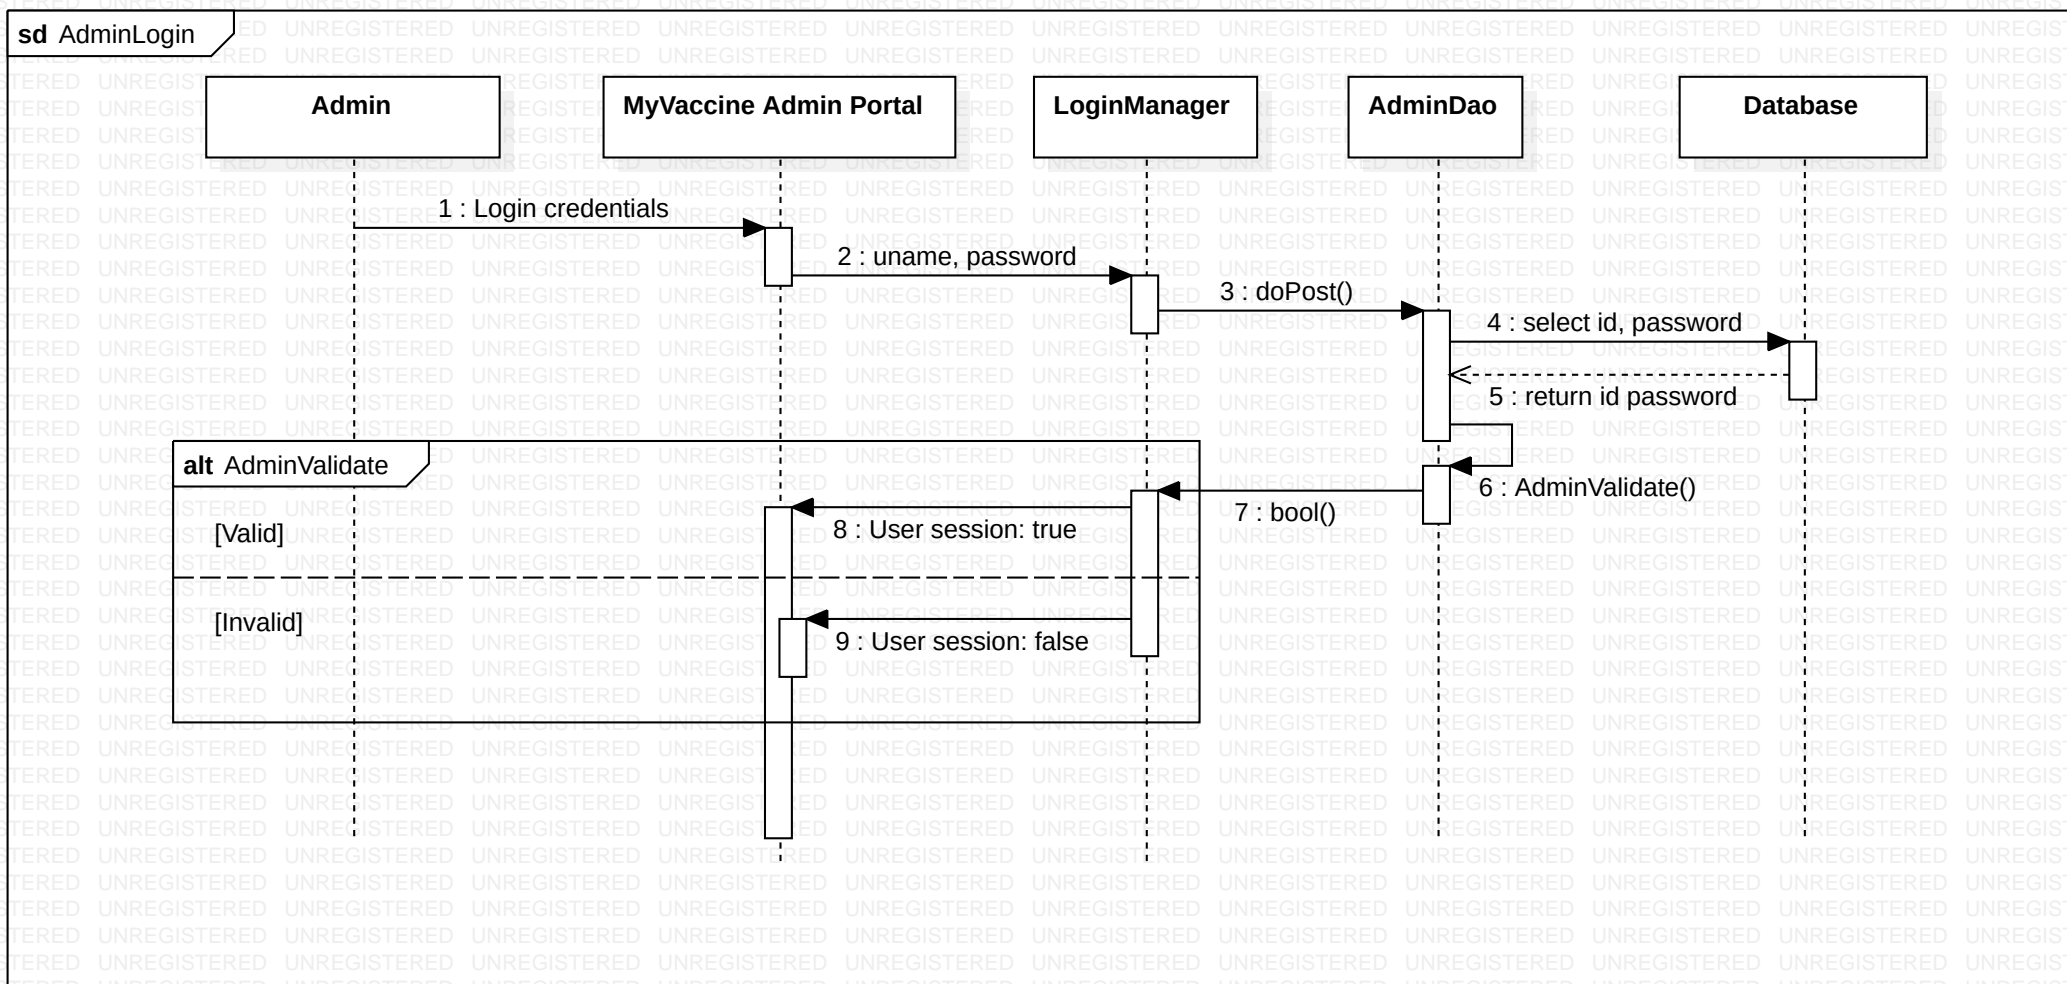 sd AdminLogin
Admin
MyVaccine Admin Portal
LoginManager
AdminDao
Database
1 : Login credentials
2 : uname, password
3 : doPost()
4 : select id, password
5 : return id password
alt AdminValidate
6 : AdminValidate()
7 : bool()
[Valid]
8 : User session: true
[Invalid]
9 : User session: false
UNREGISTERED